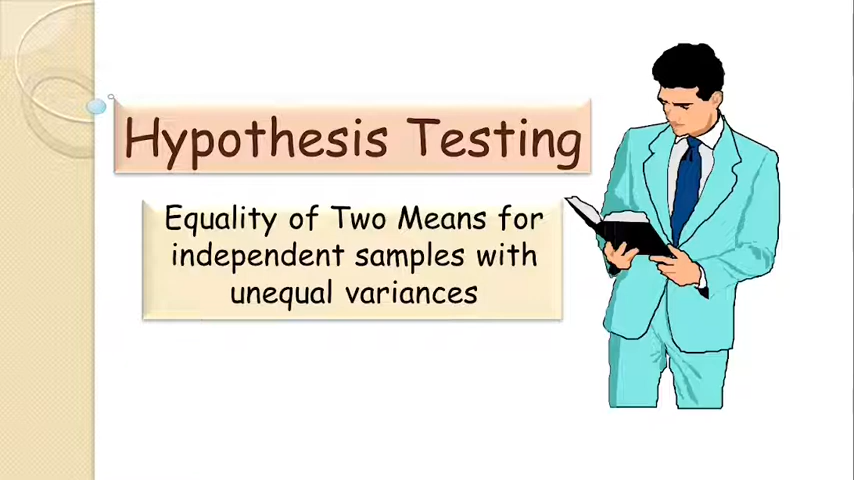 Hypothesis Testing
Equality of Two Means for
independent samples with
unequal variances